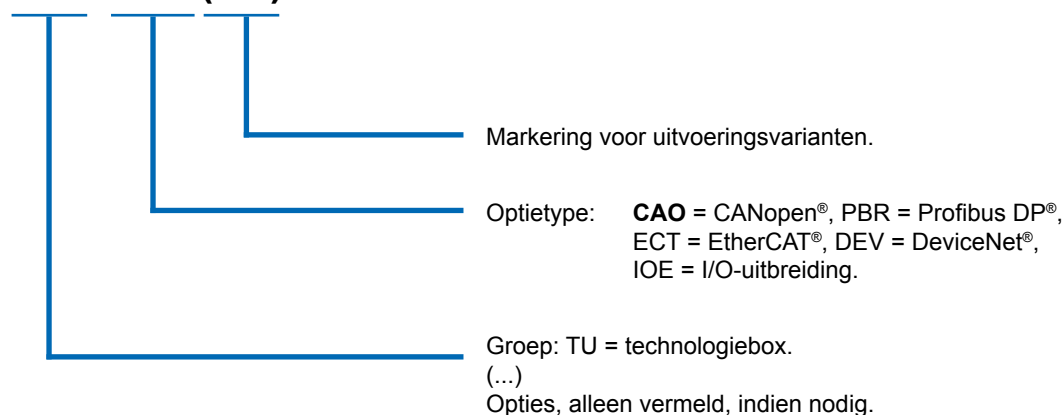 Markering voor uitvoeringsvarianten.
Optietype: CAO = CANopen®, PBR = Profibus DP®,
ECT = EtherCAT®, DEV = DeviceNet®,
IOE = I/O-uitbreiding.
Groep: TU = technologiebox.
(...)
Opties, alleen vermeld, indien nodig.